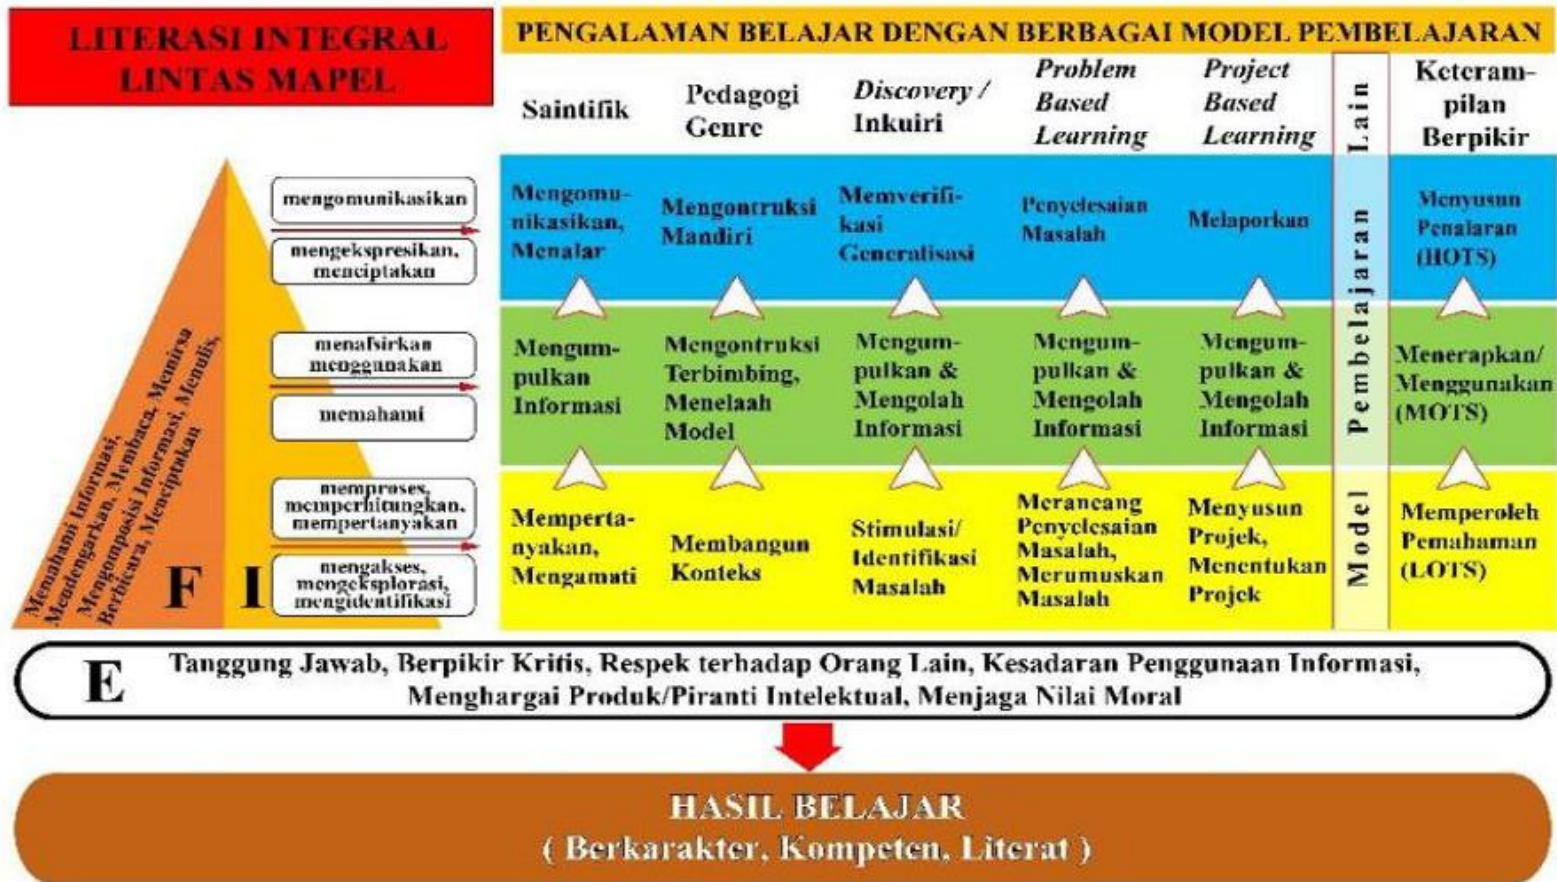 LITERASI INTEGRAL
LINTAS MAPEL
PENGALAMAN BELAJAR DENGAN BERBAGAI MODEL PEMBELAJARAN
Saintifik
Pedagogi
Genre
Discovery /
Inkuiri
Problem
Based
Learning
Project
Based
Learning
Model Pembelajaran Lain
Keteram-
pilan
Berpikir
mengomunikasikan
mengekspresikan,
menciptakan
Mengomu-
nikasikan,
Menalar
Mengontruksi
Mandiri
Memverifi-
kasi
Generalisasi
Penyelesaian
Masalah
Melaporkan
Menyusun
Penalaran
(HOTS)
menafsirkan
menggunakan
memahami
Mengum-
pulkan
Informasi
Mengontruksi
Terbimbing,
Menelaah
Model
Mengum-
pulkan &
Mengolah
Informasi
Mengum-
pulkan &
Mengolah
Informasi
Mengum-
pulkan &
Mengolah
Informasi
Menerapkan/
Menggunakan
(MOTS)
memproses,
memperhitungkan,
mempertanyakan
mengakses,
mengeksplorasi,
mengidentifikasi
Memperta-
nyakan,
Mengamati
Membangun
Konteks
Stimulasi/
Identifikasi
Masalah
Merancang
Penyelesaian
Masalah,
Merumuskan
Masalah
Menyusun
Projek,
Menentukan
Projek
Memperoleh
Pemahaman
(LOTS)
Memahami Informasi,
Mendengarkan, Membaca, Memirsa
Mengomposisi Informasi, Menulis,
Berbicara, Menciptakan
F I
E
Tanggung Jawab, Berpikir Kritis, Respek terhadap Orang Lain, Kesadaran Penggunaan Informasi,
Menghargai Produk/Piranti Intelektual, Menjaga Nilai Moral
HASIL BELAJAR
( Berkarakter, Kompeten, Literat )